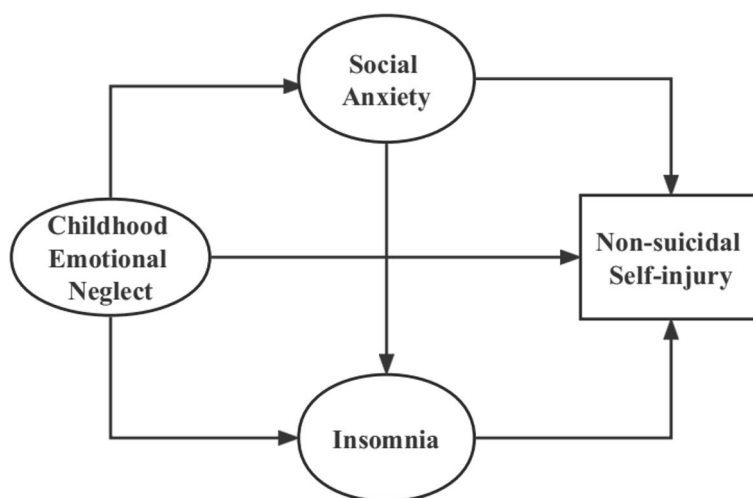 Social
Anxiety
Childhood
Emotional
Neglect
Non-suicidal
Self-injury
Insomnia